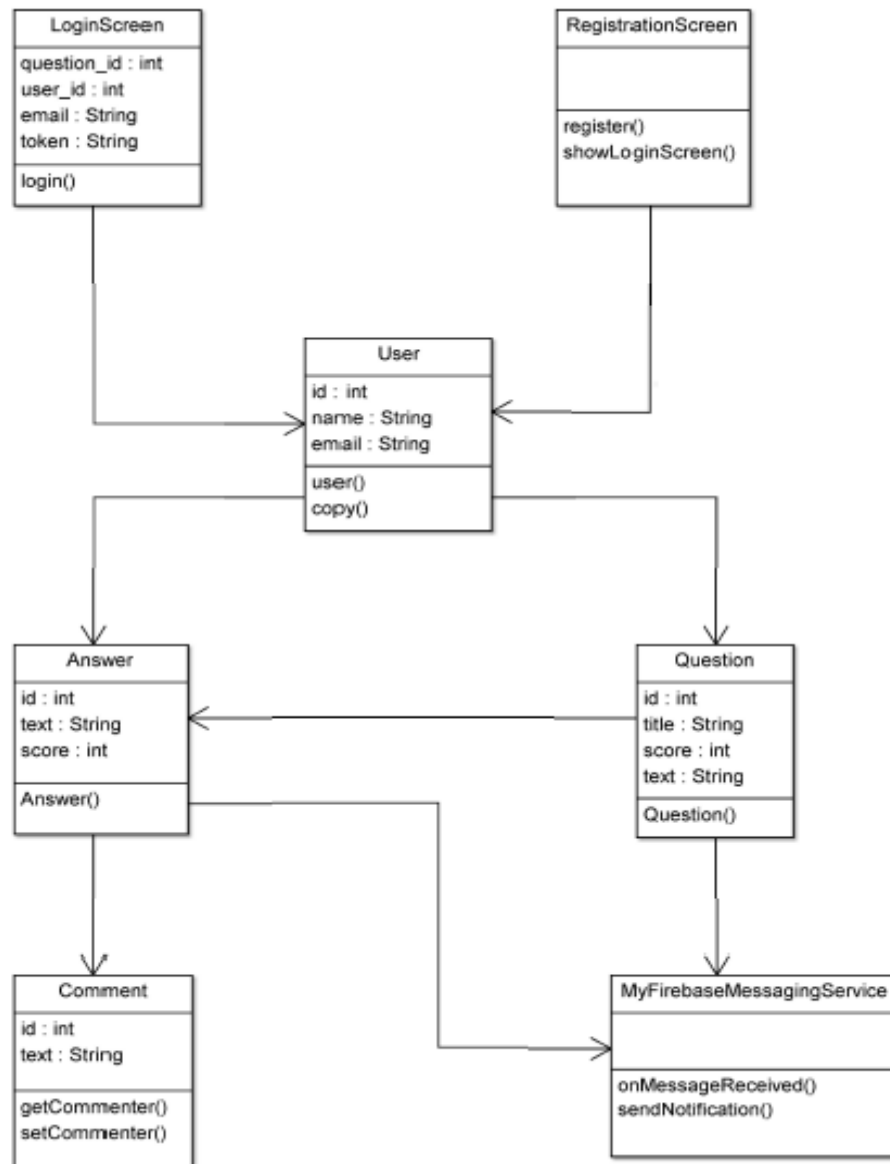 LoginScreen
question_id : int
user_id : int
email : String
token : String
login()
RegistrationScreen
register()
showLoginScreen()
User
id : int
name : String
email : String
user()
copy()
Answer
id : int
text : String
score : int
Answer()
Question
id : int
title : String
score : int
text : String
Question()
Comment
id : int
text : String
getCommenter()
setCommenter()
MyFirebaseMessagingService
onMessageReceived()
sendNotification()